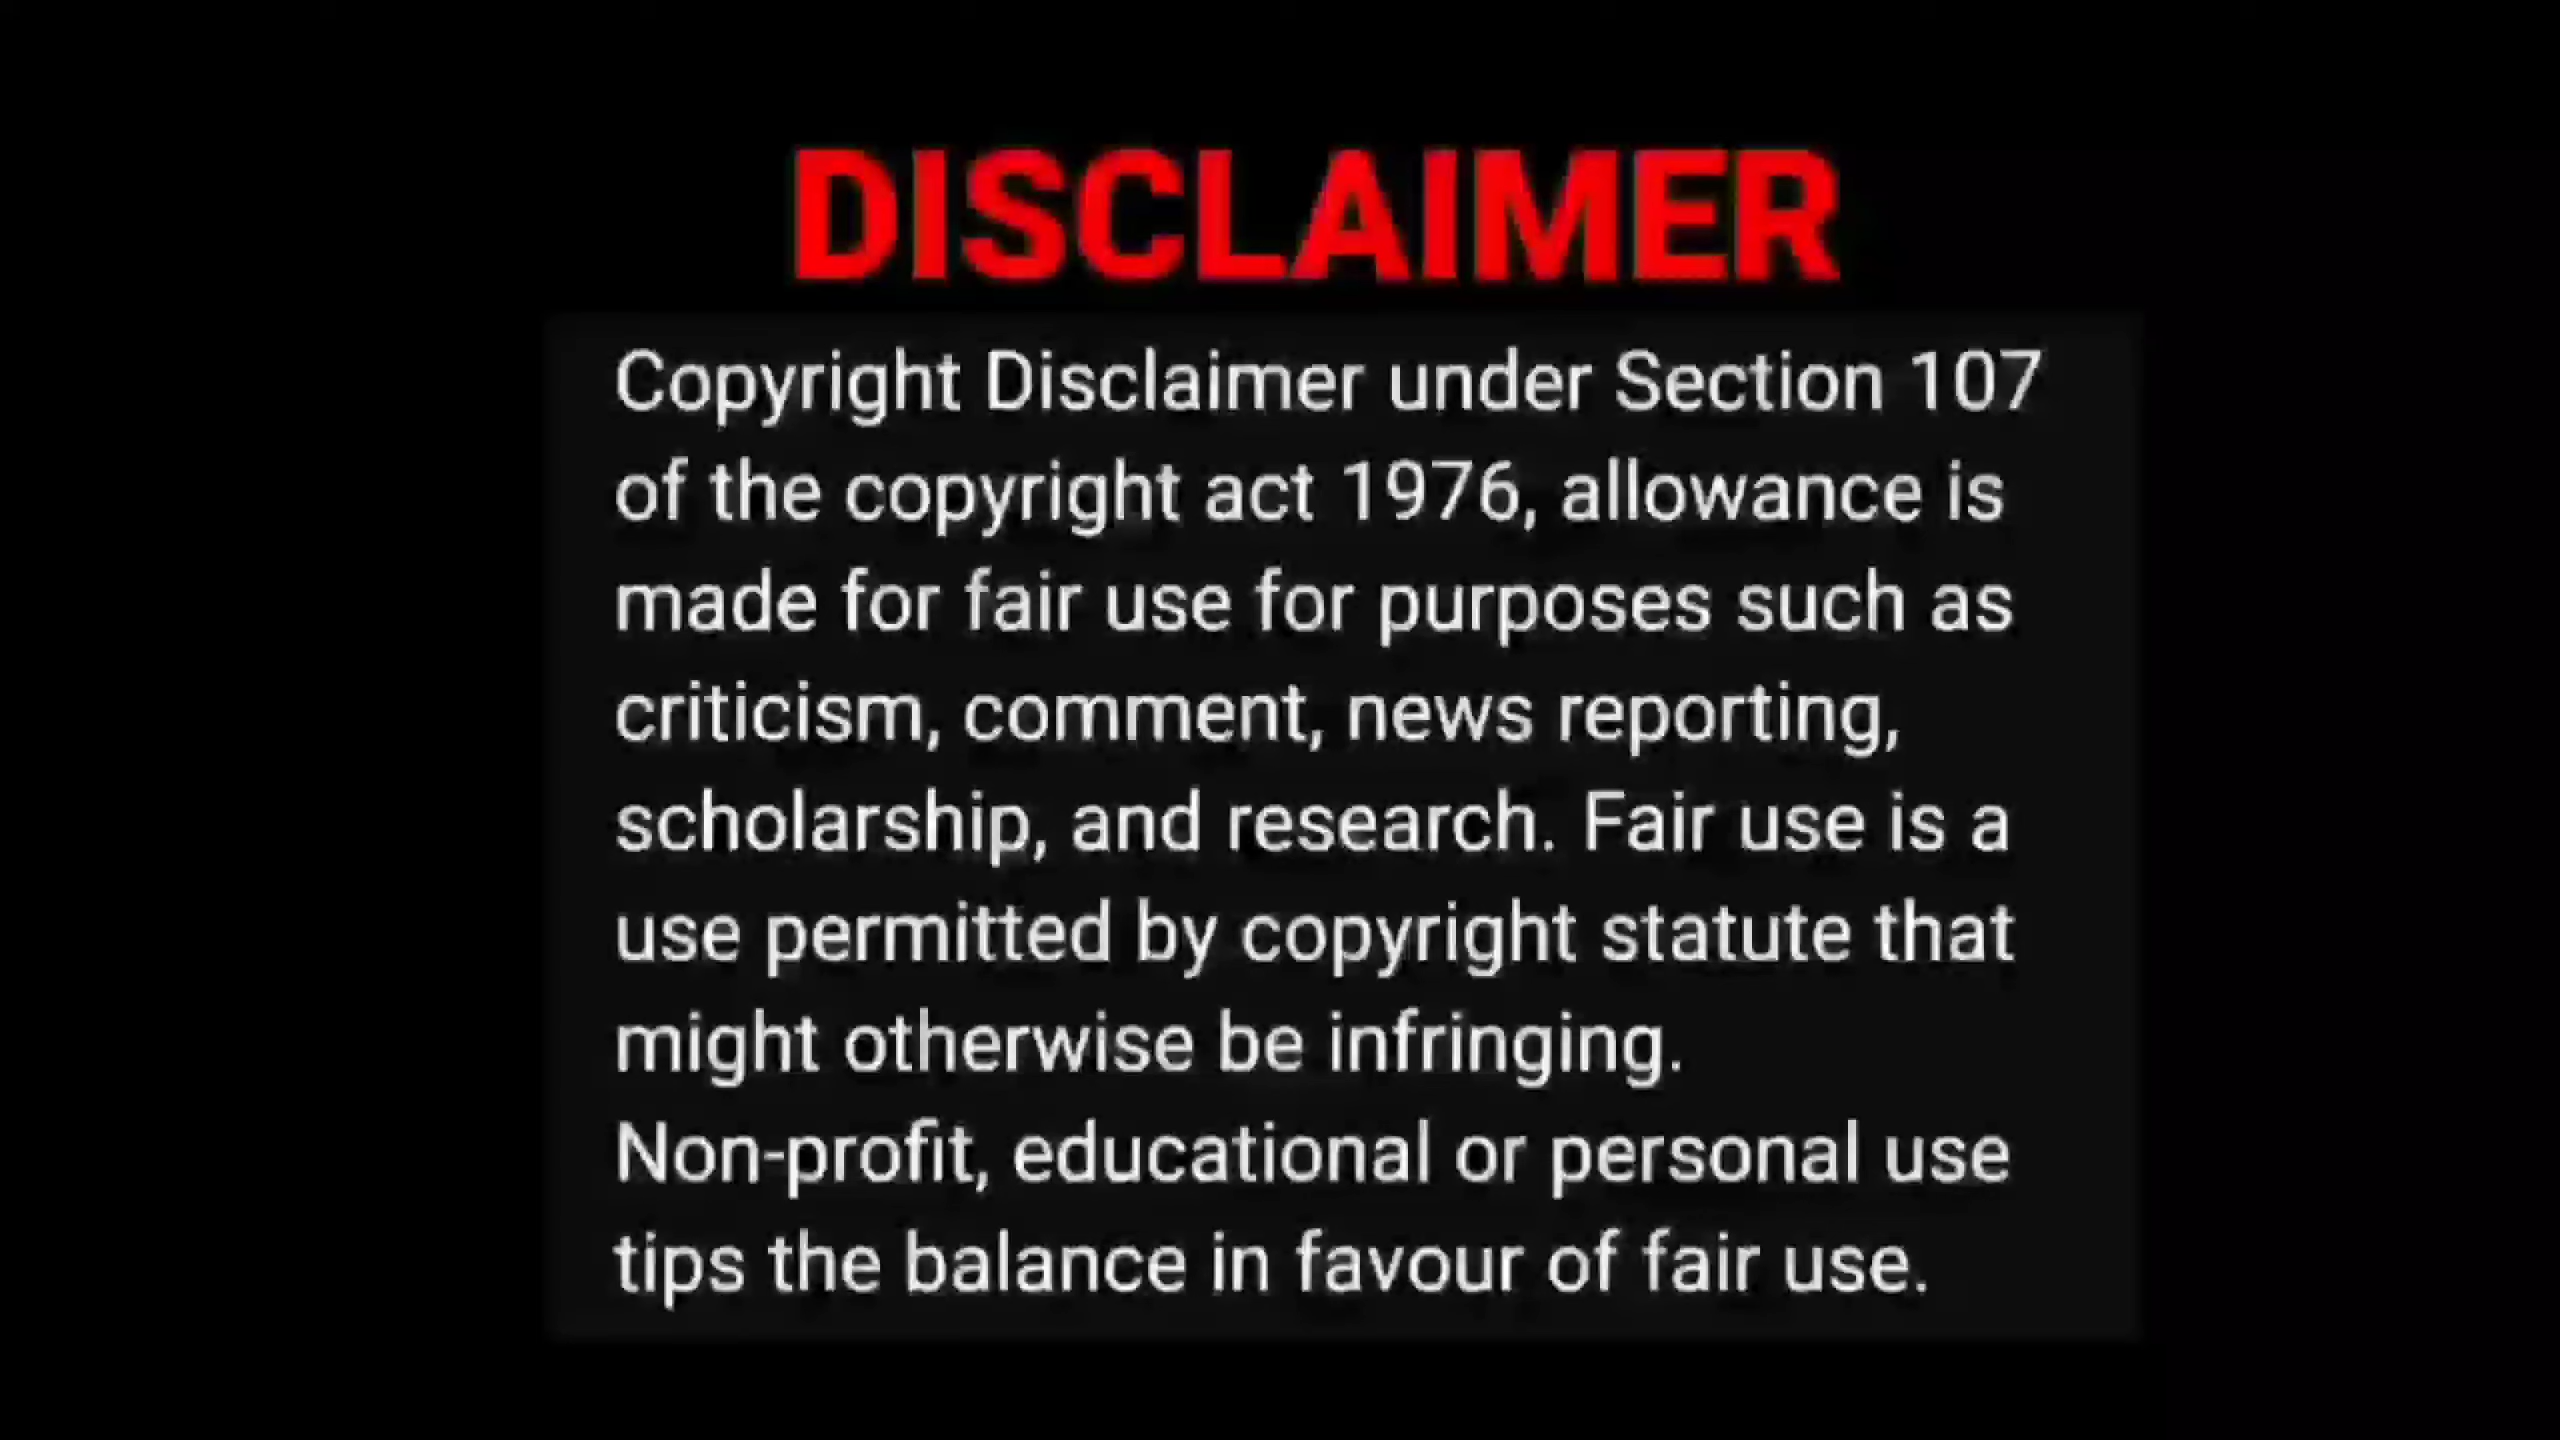 DISCLAIMER
Copyright Disclaimer under Section 107
of the copyright act 1976, allowance is
made for fair use for purposes such as
criticism, comment, news reporting,
scholarship, and research. Fair use is a
use permitted by copyright statute that
might otherwise be infringing.
Non-profit, educational or personal use
tips the balance in favour of fair use.